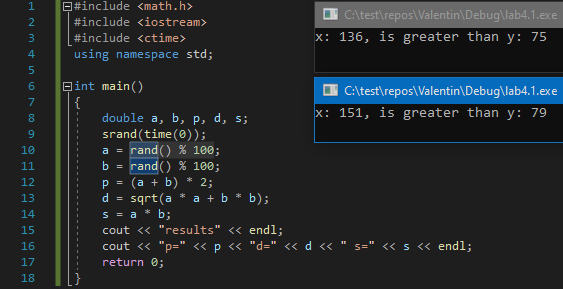 1 #include <math.h>
2 #include <iostream>
3 #include <ctime>
4 using namespace std;
5
6 int main()
7 {
8 double a, b, p, d, s;
9 srand(time(0));
10 a = rand() % 100;
11 b = rand() % 100;
12 p = (a + b) * 2;
13 d = sqrt(a * a + b * b);
14 s = a * b;
15 cout << "results" << endl;
16 cout << "p=" << p << "d=" << d << " s=" << s << endl;
17 return 0;
18 }
C:\test\repos\Valentin\Debug\lab4.1.exe
x: 136, is greater than y: 75
C:\test\repos\Valentin\Debug\lab4.1.exe
x: 151, is greater than y: 79